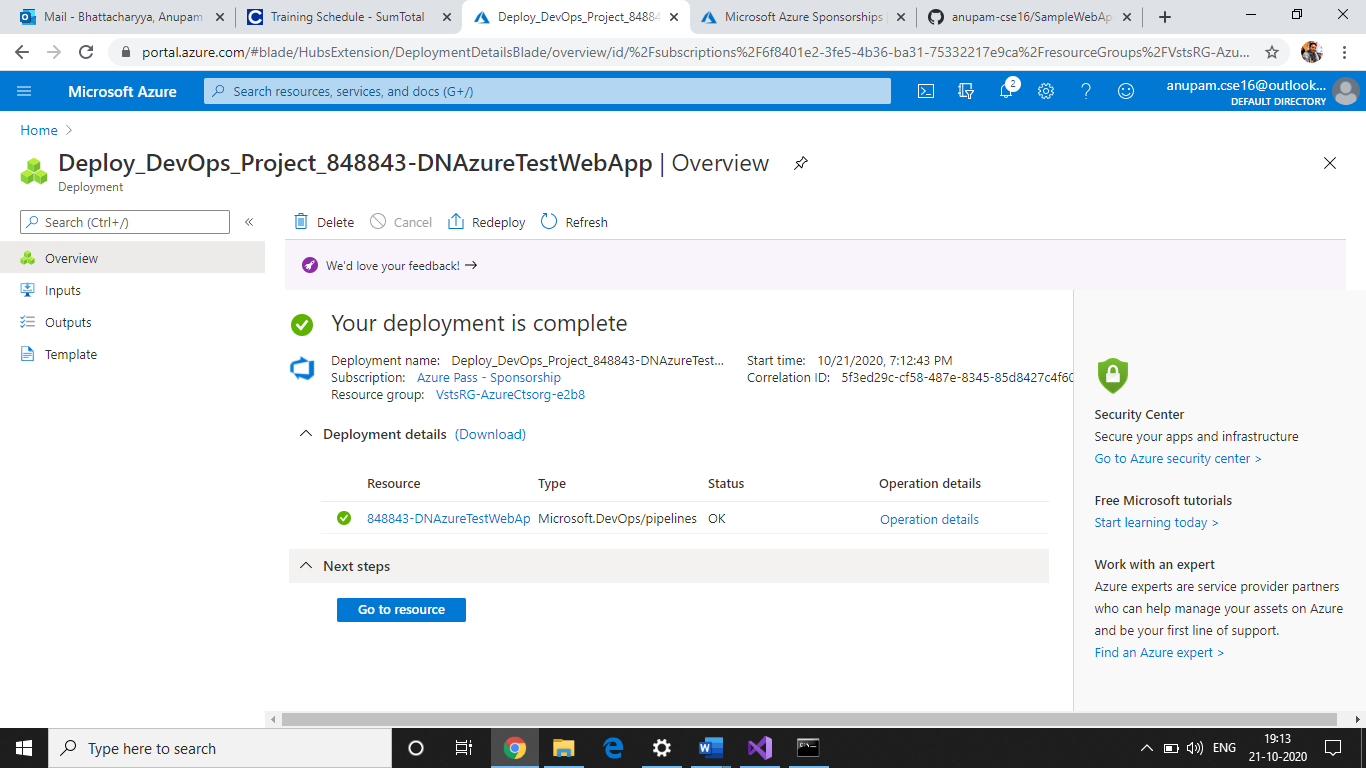 Mail - Bhattacharyya, Anupam
Training Schedule - SumTotal
Deploy_DevOps_Project_84884
Microsoft Azure Sponsorships |
anupam-cse16/SampleWebAp
portal.azure.com/#blade/HubsExtension/DeploymentDetailsBlade/overview/id/%2Fsubscriptions%2F6f8401e2-3fe5-4b36-ba31-75332217e9ca%2FresourceGroups%2FVstsRG-Azu...
Microsoft Azure
Search resources, services, and docs (G+/)
2
anupam.cse16@outlook...
DEFAULT DIRECTORY
Home
Deploy_DevOps_Project_848843-DNAzureTestWebApp | Overview
Deployment
Search (Ctrl+/)
Overview
Inputs
Outputs
Template
Delete
Cancel
Redeploy
Refresh
We'd love your feedback! →
Your deployment is complete
Deployment name: Deploy_DevOps_Project_848843-DNAzureTest...
Subscription: Azure Pass - Sponsorship
Resource group: VstsRG-AzureCtsorg-e2b8
Start time: 10/21/2020, 7:12:43 PM
Correlation ID: 5f3ed29c-cf58-487e-8345-85d8427c4f60
Deployment details (Download)
Resource Type Status Operation details
848843-DNAzureTestWebAp Microsoft.DevOps/pipelines OK Operation details
Next steps
Go to resource
Security Center
Secure your apps and infrastructure
Go to Azure security center >
Free Microsoft tutorials
Start learning today >
Work with an expert
Azure experts are service provider partners
who can help manage your assets on Azure
and be your first line of support.
Find an Azure expert >
Type here to search
ENG
19:13
21-10-2020